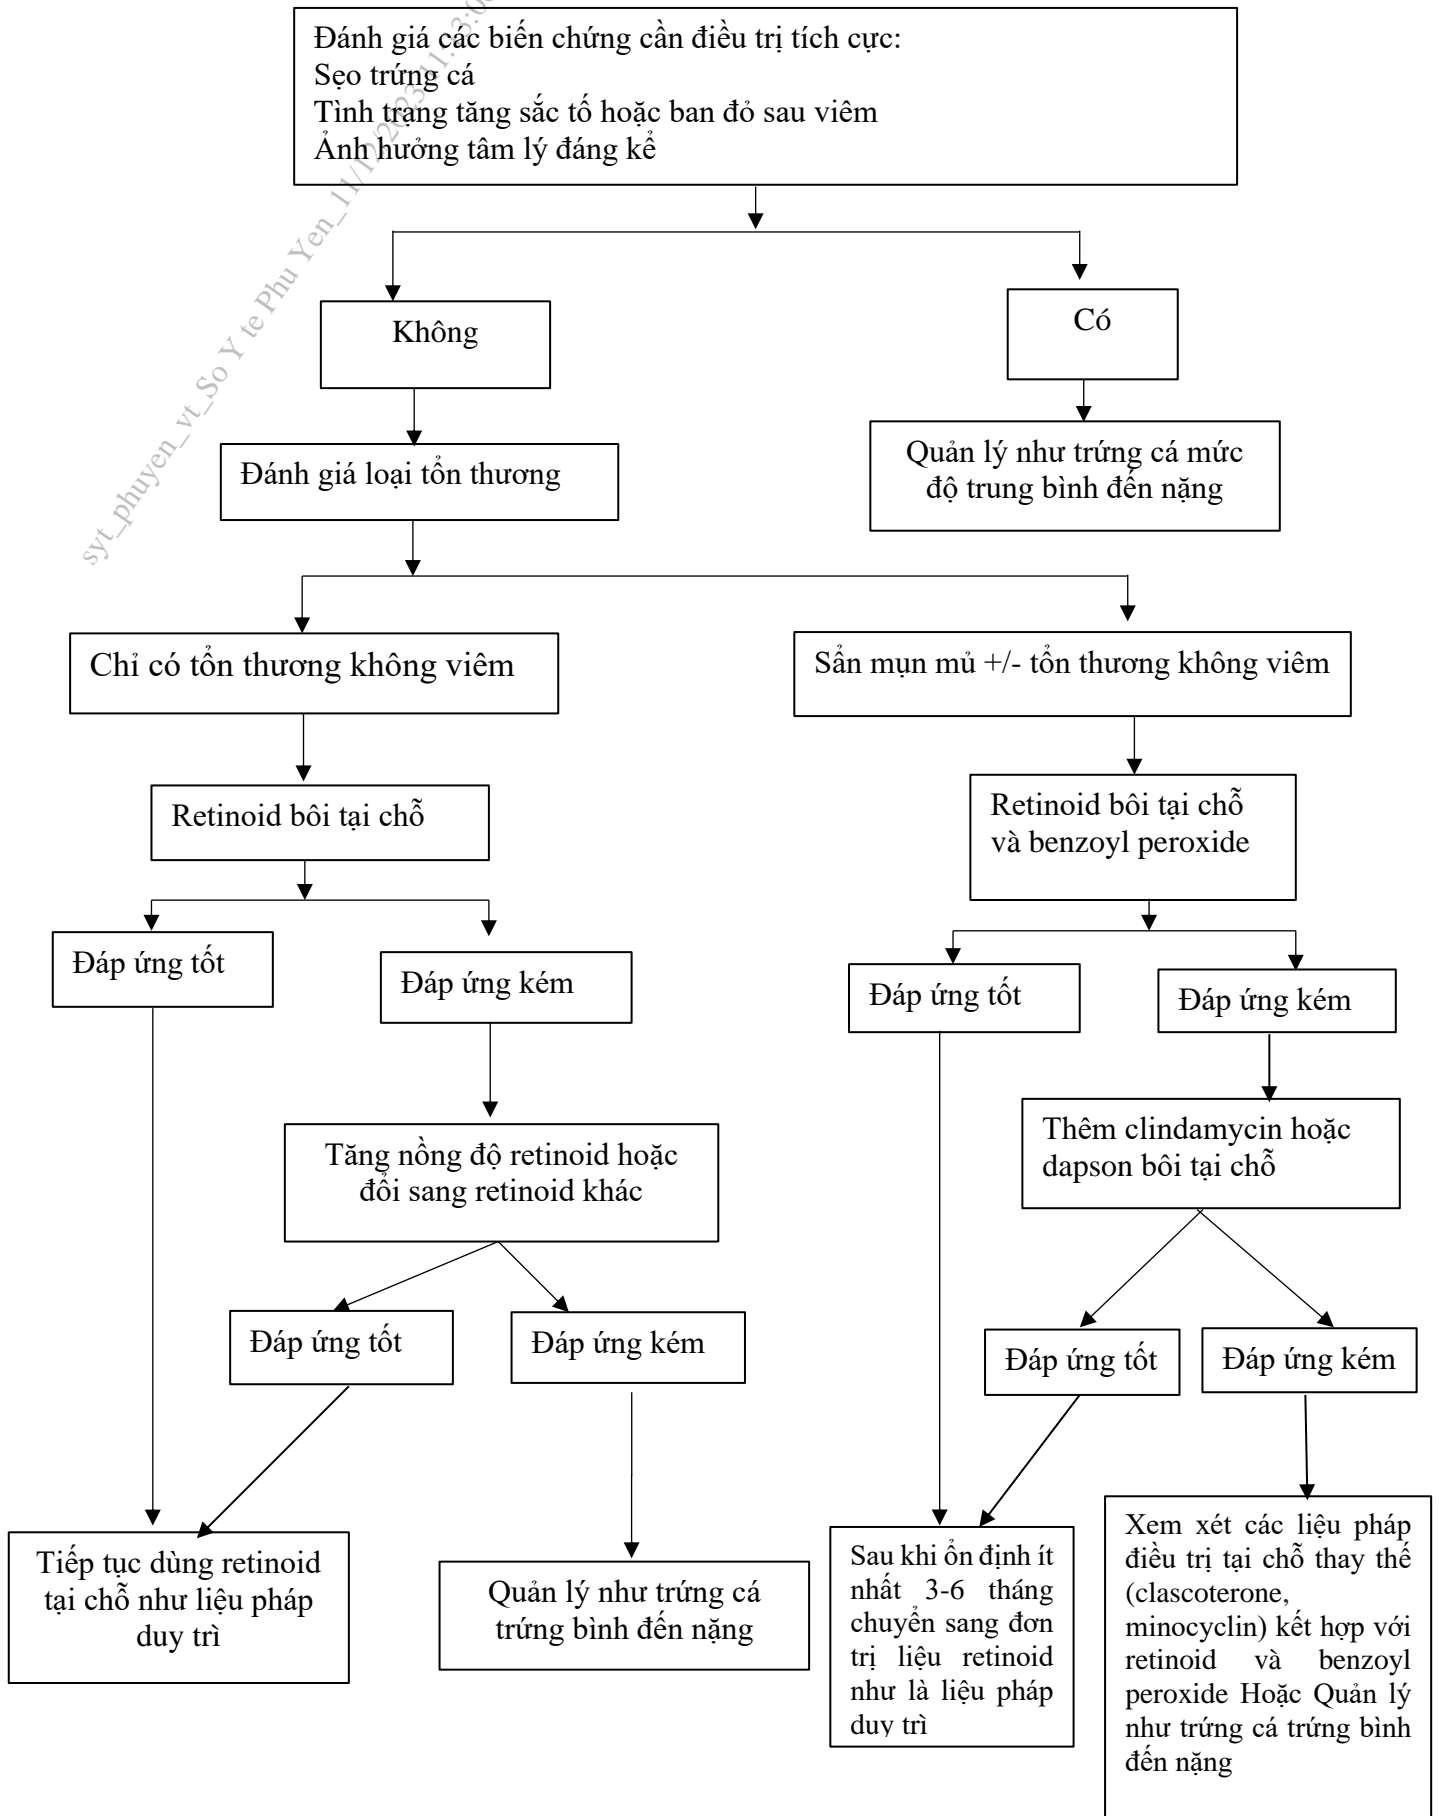 Đánh giá các biến chứng cần điều trị tích cực:
Sẹo trứng cá
Tình trạng tăng sắc tố hoặc ban đỏ sau viêm
Ảnh hưởng tâm lý đáng kể
Không
Có
Đánh giá loại tổn thương
Quản lý như trứng cá mức
độ trung bình đến nặng
Chỉ có tổn thương không viêm
Sẩn mụn mủ +/- tổn thương không viêm
Retinoid bôi tại chỗ
Retinoid bôi tại chỗ
và benzoyl peroxide
Đáp ứng tốt
Đáp ứng kém
Đáp ứng tốt
Đáp ứng kém
Tăng nồng độ retinoid hoặc
đổi sang retinoid khác
Thêm clindamycin hoặc
dapson bôi tại chỗ
Đáp ứng tốt
Đáp ứng kém
Đáp ứng tốt
Đáp ứng kém
Tiếp tục dùng retinoid
tại chỗ như liệu pháp
duy trì
Quản lý như trứng cá
trứng bình đến nặng
Sau khi ổn định ít
nhất 3-6 tháng
chuyển sang đơn
trị liệu retinoid
như là liệu pháp
duy trì
Xem xét các liệu pháp
điều trị tại chỗ thay thế
(clascoterone,
minocyclin) kết hợp với
retinoid và benzoyl
peroxide Hoặc Quản lý
như trứng cá trứng bình
đến nặng